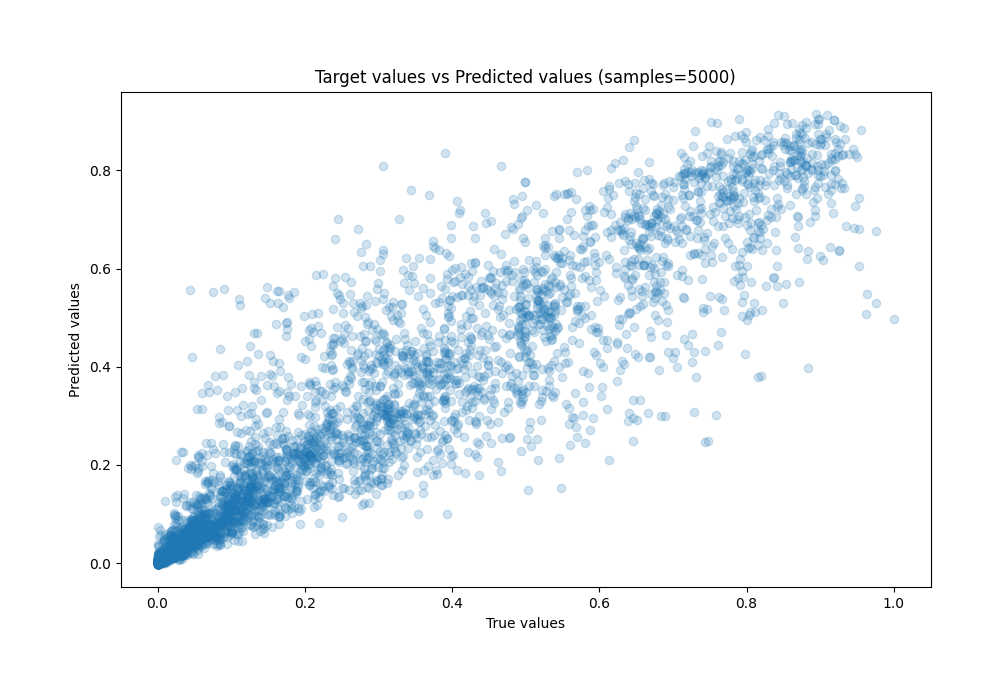 Target values vs Predicted values (samples=5000)
Predicted values
0.8
0.6
0.4
0.2
0.0
0.0 0.2 0.4 0.6 0.8 1.0
True values